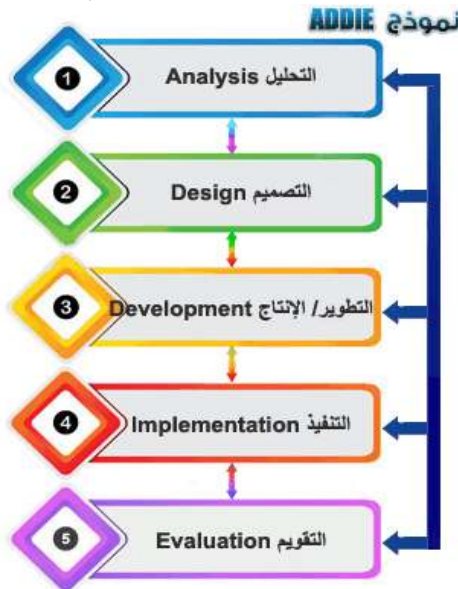 نموذج ADDIE
1
التحليل Analysis
2
التصميم Design
3
التطوير/ الإنتاج Development
4
التنفيذ Implementation
5
التقويم Evaluation